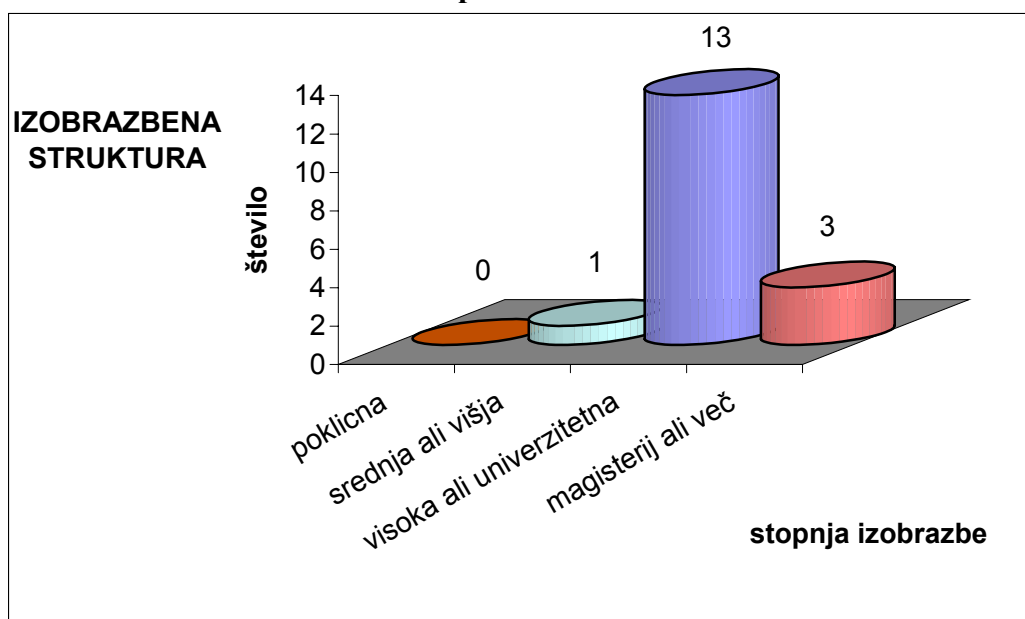 IZOBRAZBENA
STRUKTURA
število
14
12
10
8
6
4
2
0
0
1
13
3
poklicna
srednja ali višja
visoka ali univerzitetna
magisterij ali več
stopnja izobrazbe